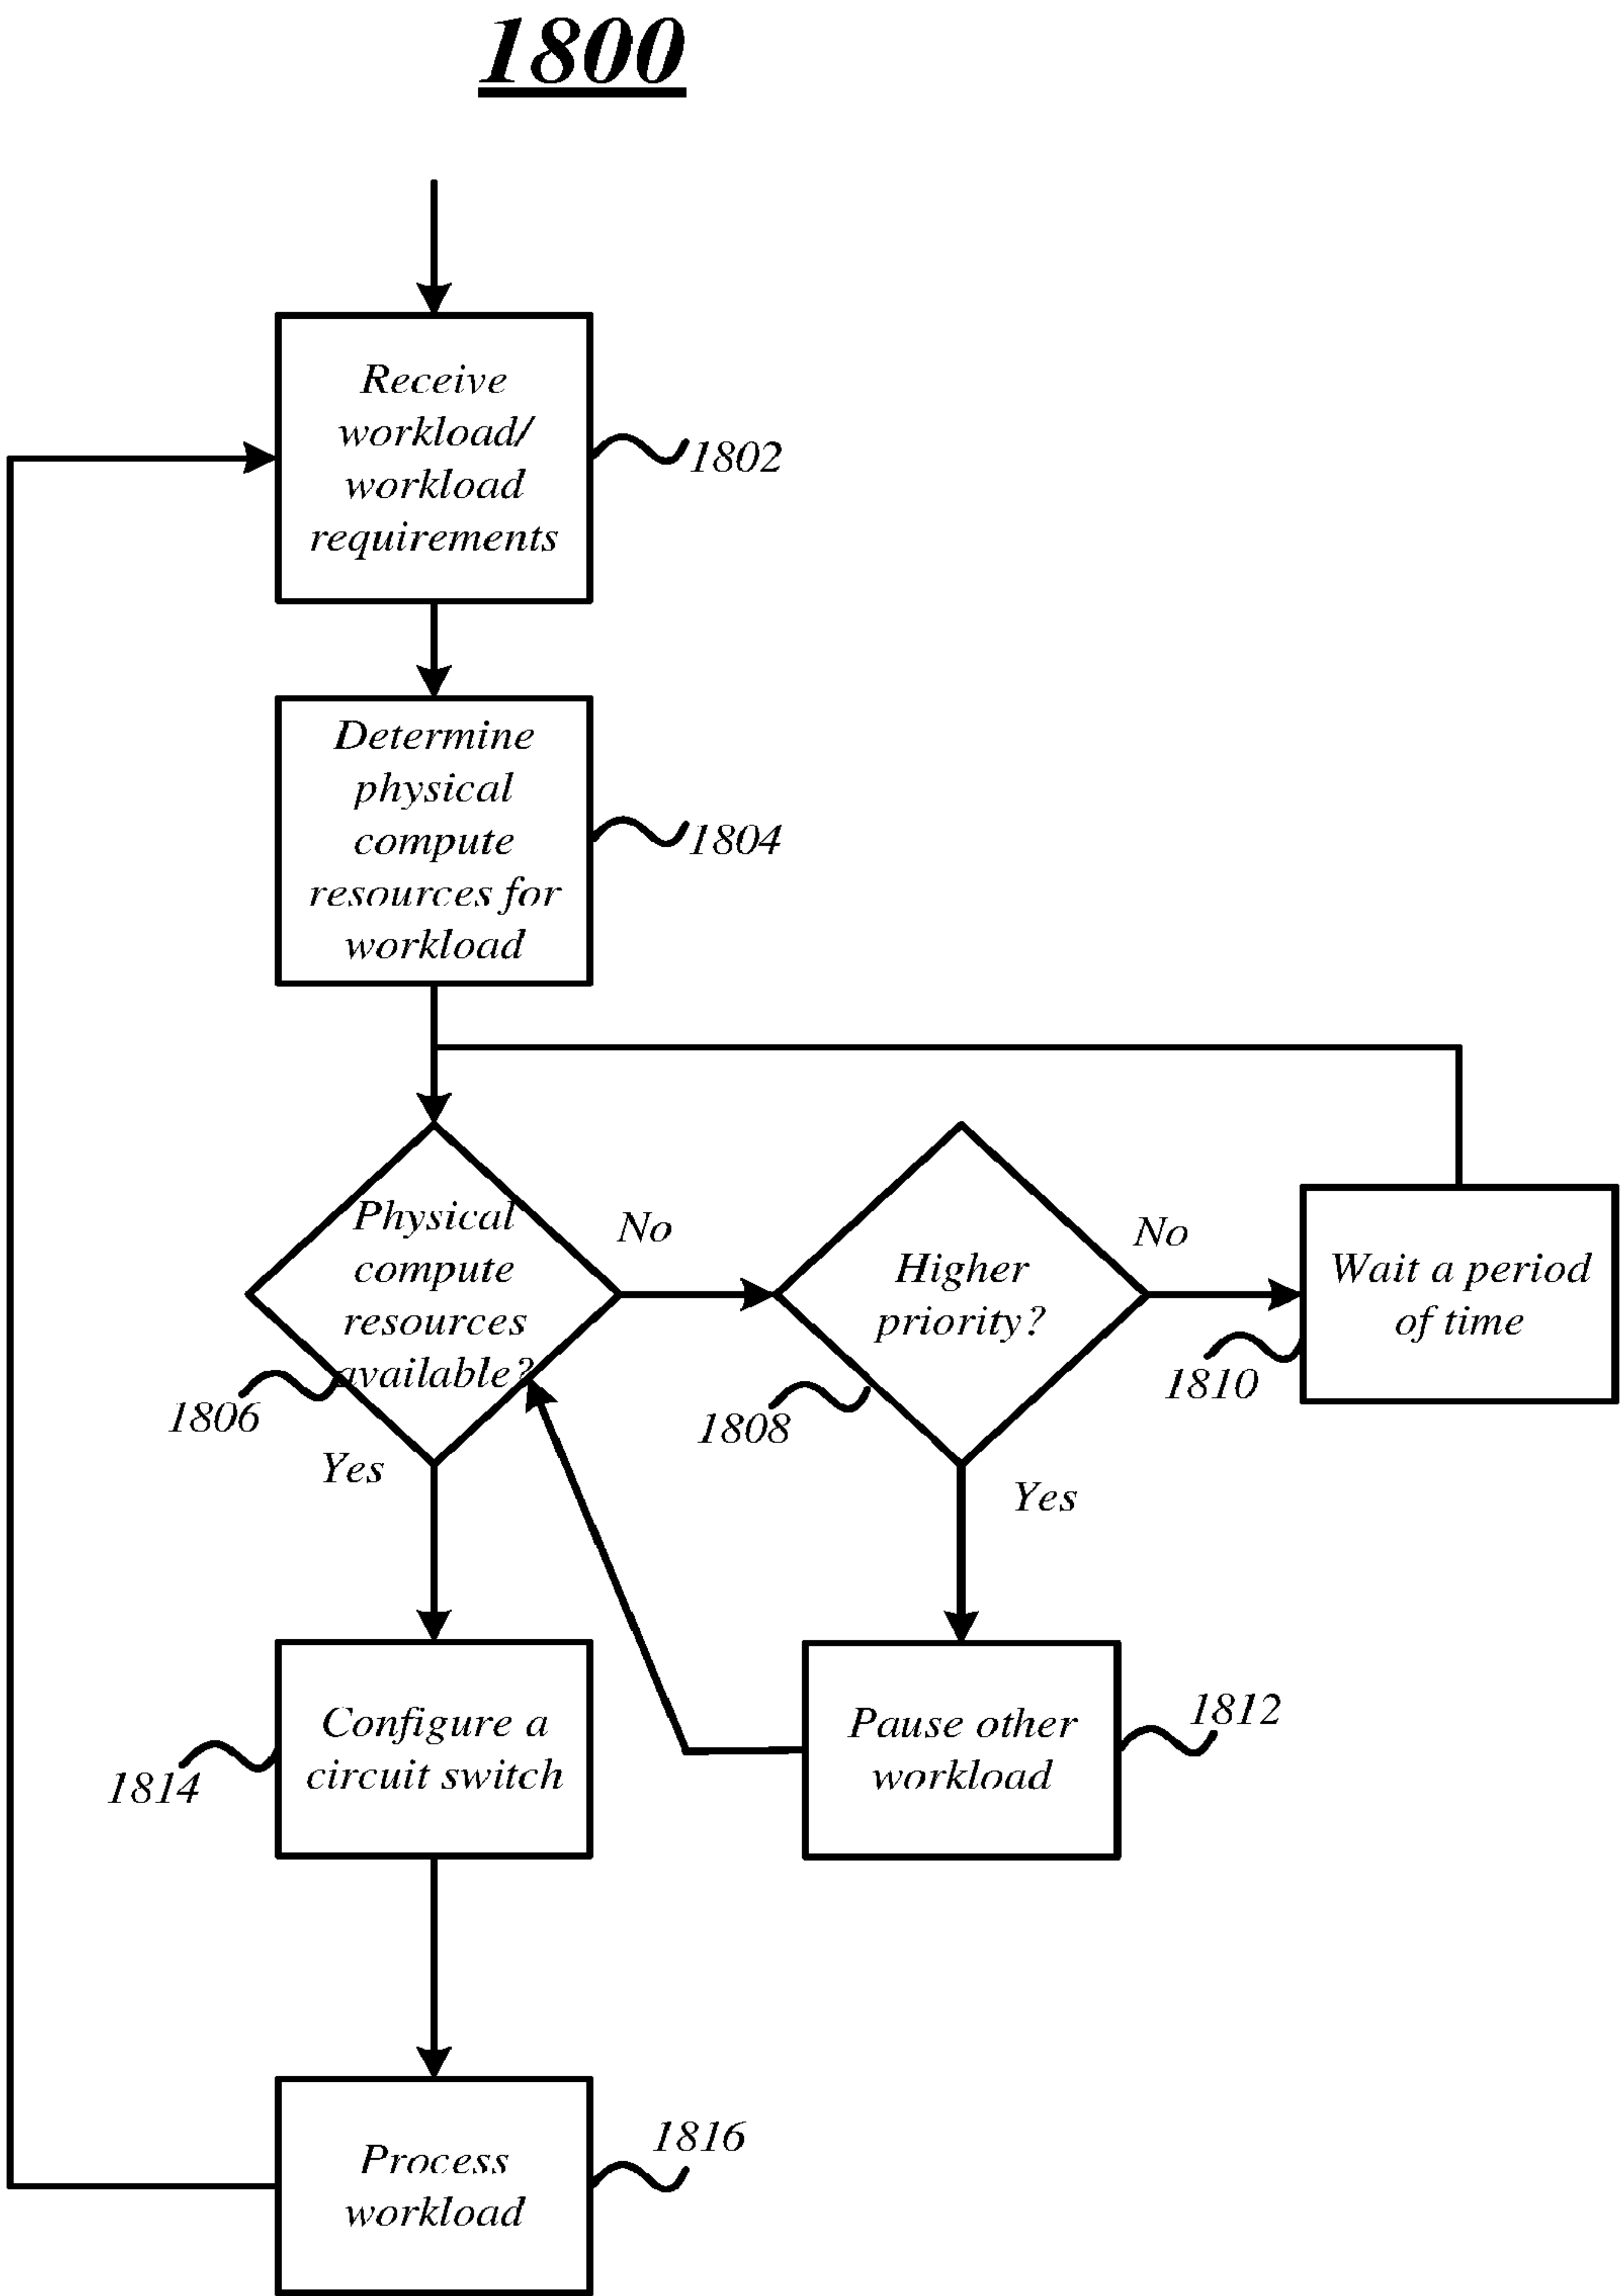 1800
Receive
workload/
workload
requirements
1802
Determine
physical
compute
resources for
workload
1804
Physical
compute
resources
available?
1806
No
Yes
Higher
priority?
1808
No
Yes
Wait a period
of time
1810
Pause other
workload
1812
Configure a
circuit switch
1814
Process
workload
1816